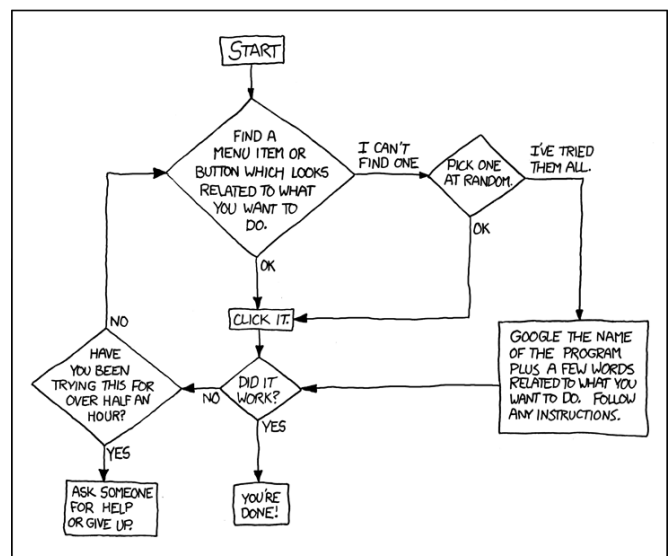 START
FIND A
MENU ITEM OR
BUTTON WHICH LOOKS
RELATED TO WHAT
YOU WANT TO
DO.
I CAN'T
FIND ONE
PICK ONE
AT RANDOM.
I'VE TRIED
THEM ALL.
OK
OK
CLICK IT.
GOOGLE THE NAME
OF THE PROGRAM
PLUS A FEW WORDS
RELATED TO WHAT YOU
WANT TO DO. FOLLOW
ANY INSTRUCTIONS.
DID IT
WORK?
NO
YES
YOU'RE
DONE!
HAVE
YOU BEEN
TRYING THIS FOR
OVER HALF AN
HOUR?
NO
YES
ASK SOMEONE
FOR HELP
OR GIVE UP.